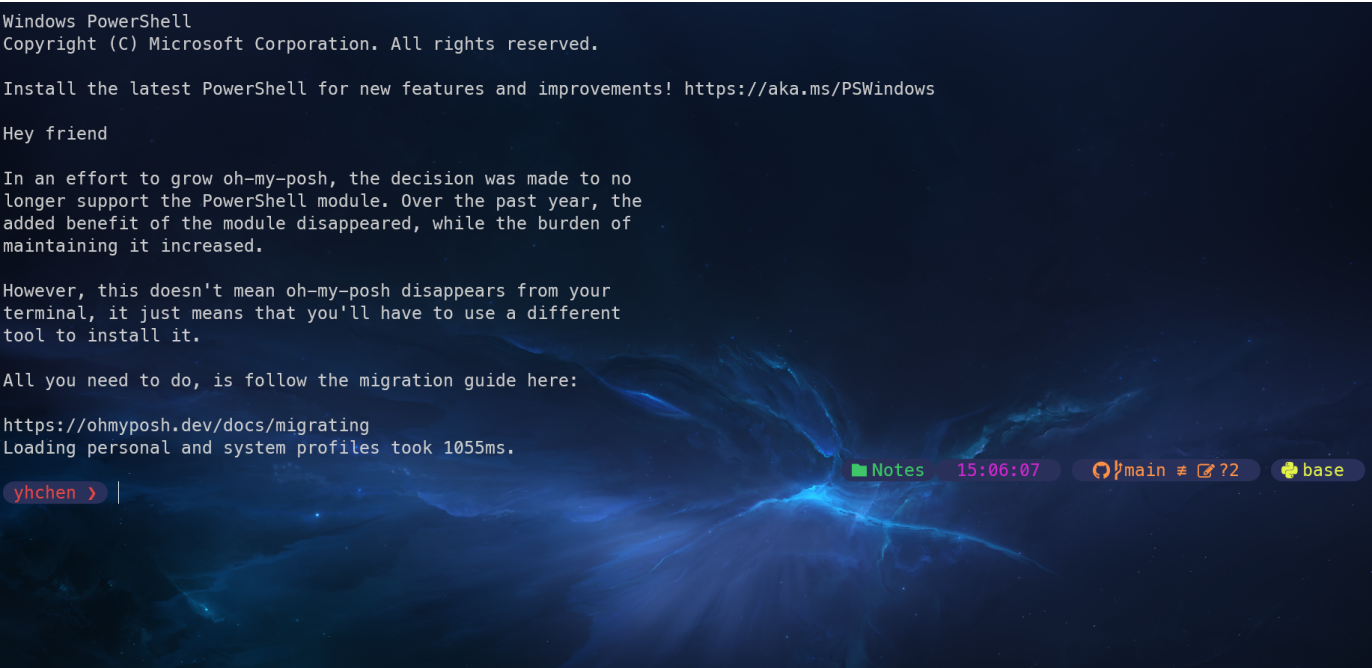 Windows PowerShell
Copyright (C) Microsoft Corporation. All rights reserved.
Install the latest PowerShell for new features and improvements! https://aka.ms/PSWindows
Hey friend
In an effort to grow oh-my-posh, the decision was made to no
longer support the PowerShell module. Over the past year, the
added benefit of the module disappeared, while the burden of
maintaining it increased.
However, this doesn't mean oh-my-posh disappears from your
terminal, it just means that you'll have to use a different
tool to install it.
All you need to do, is follow the migration guide here:
https://ohmyposh.dev/docs/migrating
Loading personal and system profiles took 1055ms.
Notes 15:06:07 main ≢ ?2 base
yhchen ❯